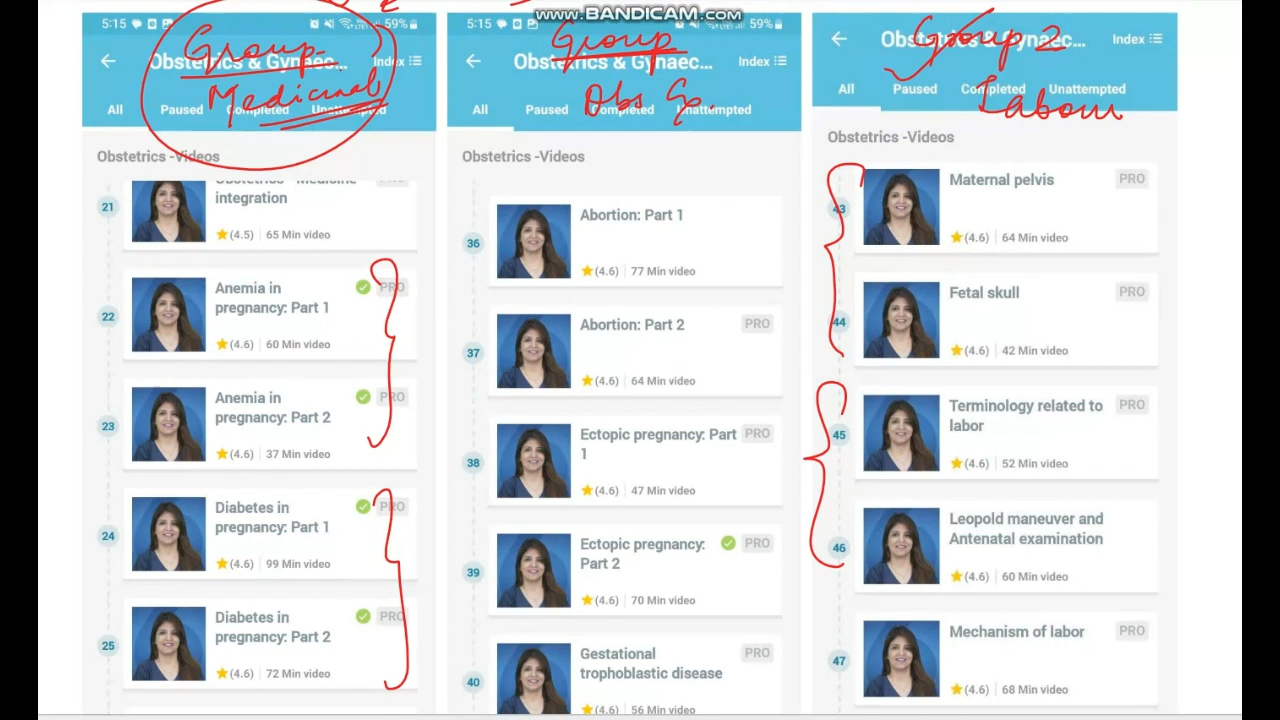 www.BANDICAM.com
5:15
59%
Obstetrics & Gynaec...
Index
Group
Medicinal
All
Paused
Completed
Unattempted
Obstetrics -Videos
21
Obstetrics - Medicine
integration
(4.5) | 65 Min video
22
Anemia in
pregnancy: Part 1
PRO
(4.6) | 60 Min video
23
Anemia in
pregnancy: Part 2
PRO
(4.6) | 37 Min video
24
Diabetes in
pregnancy: Part 1
PRO
(4.6) | 99 Min video
25
Diabetes in
pregnancy: Part 2
PRO
(4.6) | 72 Min video
5:15
59%
Obstetrics & Gynaec...
Index
Group
Obs Gp.
All
Paused
Completed
Unattempted
Obstetrics -Videos
36
Abortion: Part 1
(4.6) | 77 Min video
37
Abortion: Part 2
PRO
(4.6) | 64 Min video
38
Ectopic pregnancy: Part
1
PRO
(4.6) | 47 Min video
39
Ectopic pregnancy:
Part 2
PRO
(4.6) | 70 Min video
40
Gestational
trophoblastic disease
PRO
(4.6) | 56 Min video
Obstetrics & Gynaec...
Index
Group 2
Labour
All
Paused
Completed
Unattempted
Obstetrics -Videos
43
Maternal pelvis
PRO
(4.6) | 64 Min video
44
Fetal skull
PRO
(4.6) | 42 Min video
45
Terminology related to
labor
PRO
(4.6) | 52 Min video
46
Leopold maneuver and
Antenatal examination
(4.6) | 60 Min video
47
Mechanism of labor
PRO
(4.6) | 68 Min video